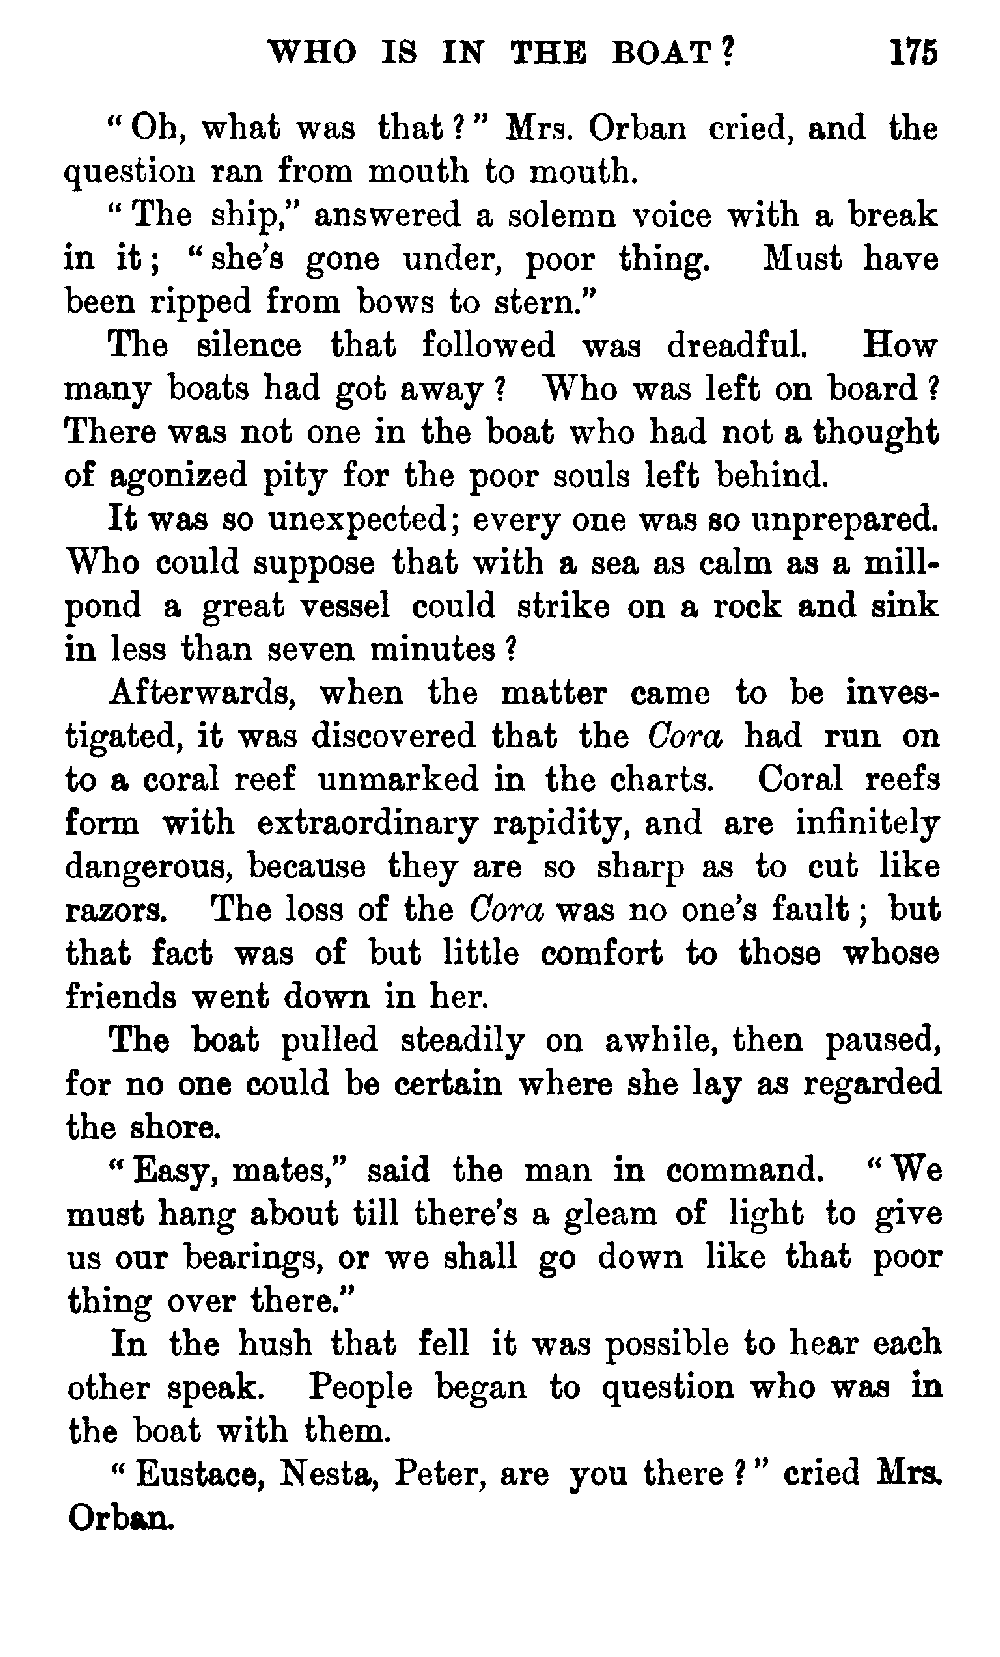 WHO IS IN THE BOAT? 175
"Oh, what was that?" Mrs. Orban cried, and the
question ran from mouth to mouth.
"The ship," answered a solemn voice with a break
in it; "she's gone under, poor thing. Must have
been ripped from bows to stern."
The silence that followed was dreadful. How
many boats had got away? Who was left on board?
There was not one in the boat who had not a thought
of agonized pity for the poor souls left behind.
It was so unexpected; every one was so unprepared.
Who could suppose that with a sea as calm as a mill-
pond a great vessel could strike on a rock and sink
in less than seven minutes?
Afterwards, when the matter came to be inves-
tigated, it was discovered that the Cora had run on
to a coral reef unmarked in the charts. Coral reefs
form with extraordinary rapidity, and are infinitely
dangerous, because they are so sharp as to cut like
razors. The loss of the Cora was no one's fault; but
that fact was of but little comfort to those whose
friends went down in her.
The boat pulled steadily on awhile, then paused,
for no one could be certain where she lay as regarded
the shore.
"Easy, mates," said the man in command. "We
must hang about till there's a gleam of light to give
us our bearings, or we shall go down like that poor
thing over there."
In the hush that fell it was possible to hear each
other speak. People began to question who was in
the boat with them.
"Eustace, Nesta, Peter, are you there?" cried Mrs.
Orban.